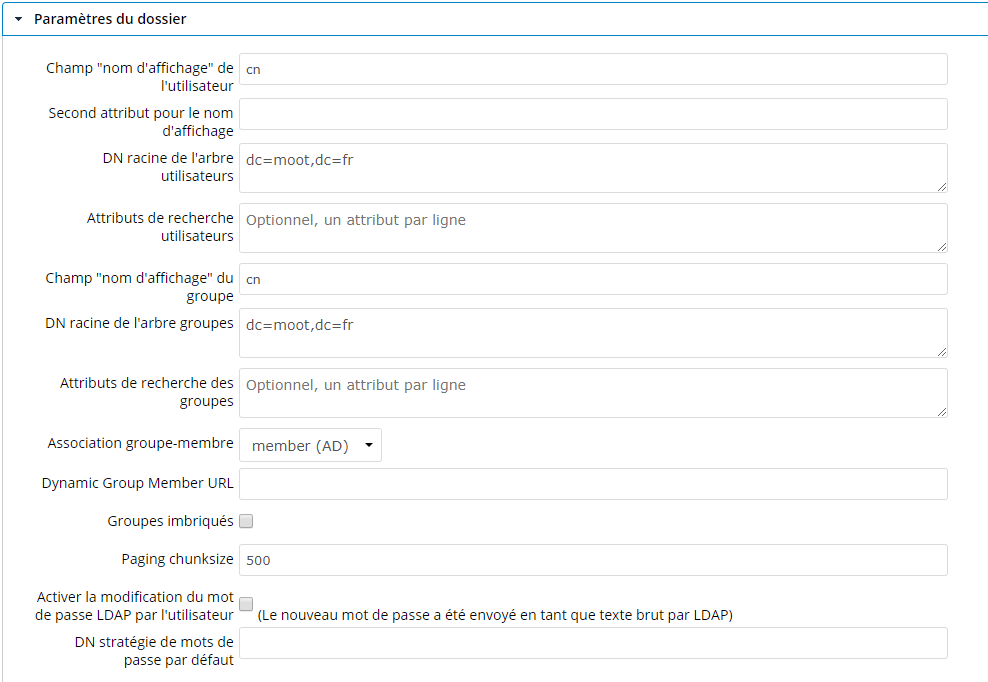 Paramètres du dossier
Champ "nom d'affichage" de
l'utilisateur
cn
Second attribut pour le nom
d'affichage
DN racine de l'arbre
utilisateurs
dc=moot,dc=fr
Attributs de recherche
utilisateurs
Optionnel, un attribut par ligne
Champ "nom d'affichage" du
groupe
cn
DN racine de l'arbre groupes
dc=moot,dc=fr
Attributs de recherche des
groupes
Optionnel, un attribut par ligne
Association groupe-membre
member (AD)
Dynamic Group Member URL
Groupes imbriqués
Paging chunksize
500
Activer la modification du mot
de passe LDAP par l'utilisateur
(Le nouveau mot de passe a été envoyé en tant que texte brut par LDAP)
DN stratégie de mots de
passe par défaut